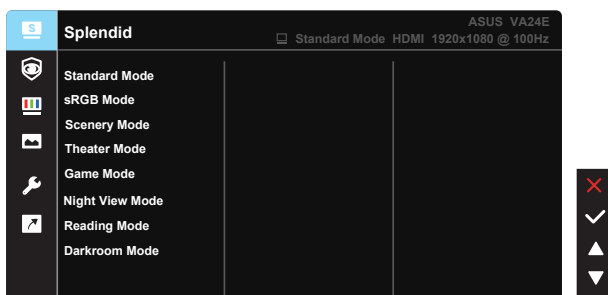 S
Splendid
ASUS VA24E
Standard Mode HDMI 1920x1080 @ 100Hz
Standard Mode
sRGB Mode
Scenery Mode
Theater Mode
Game Mode
Night View Mode
Reading Mode
Darkroom Mode